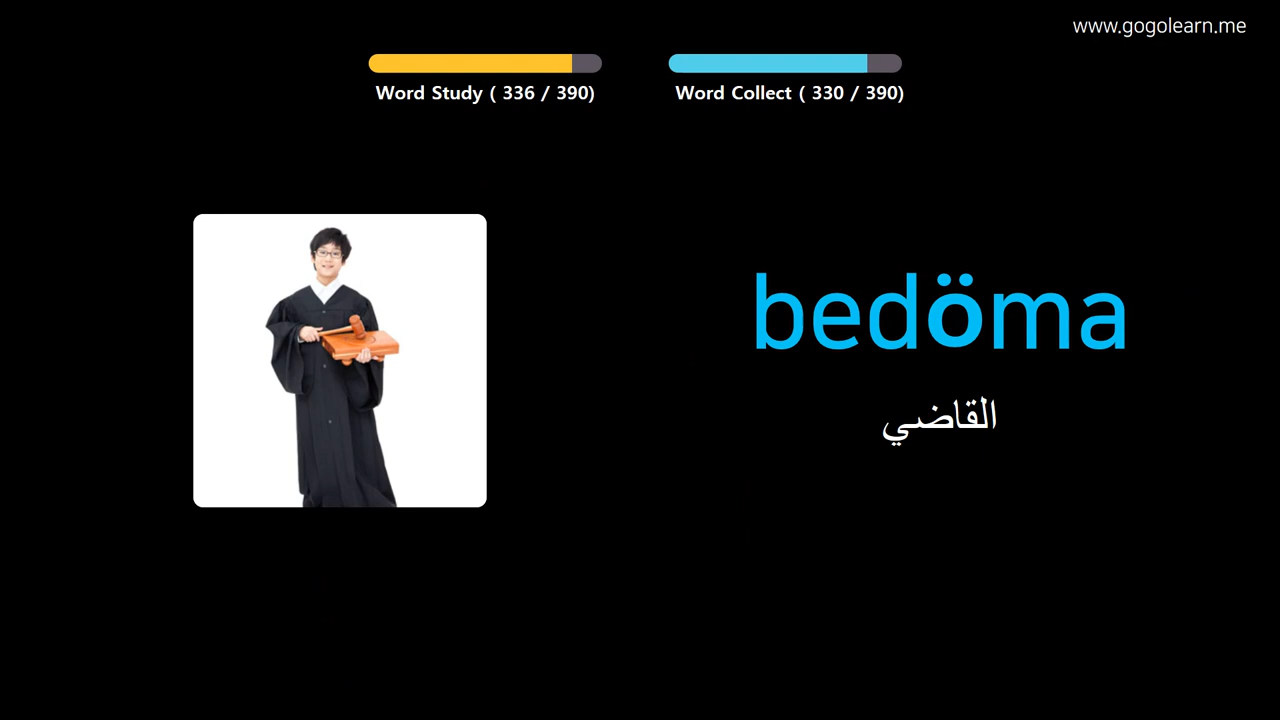 www.gogolearn.me
Word Study ( 336 / 390)
Word Collect ( 330 / 390)
bedöma
القاضي